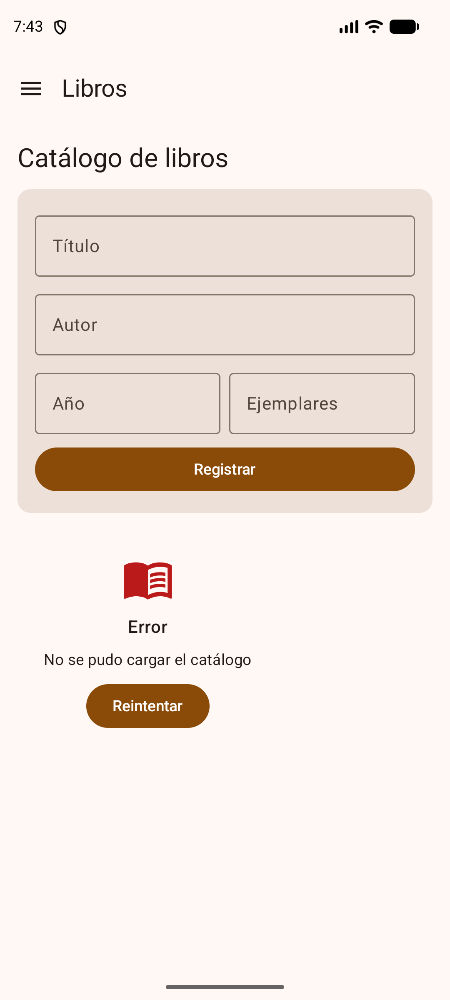 7:43
Libros
Catálogo de libros
Título
Autor
Año
Ejemplares
Registrar
Error
No se pudo cargar el catálogo
Reintentar